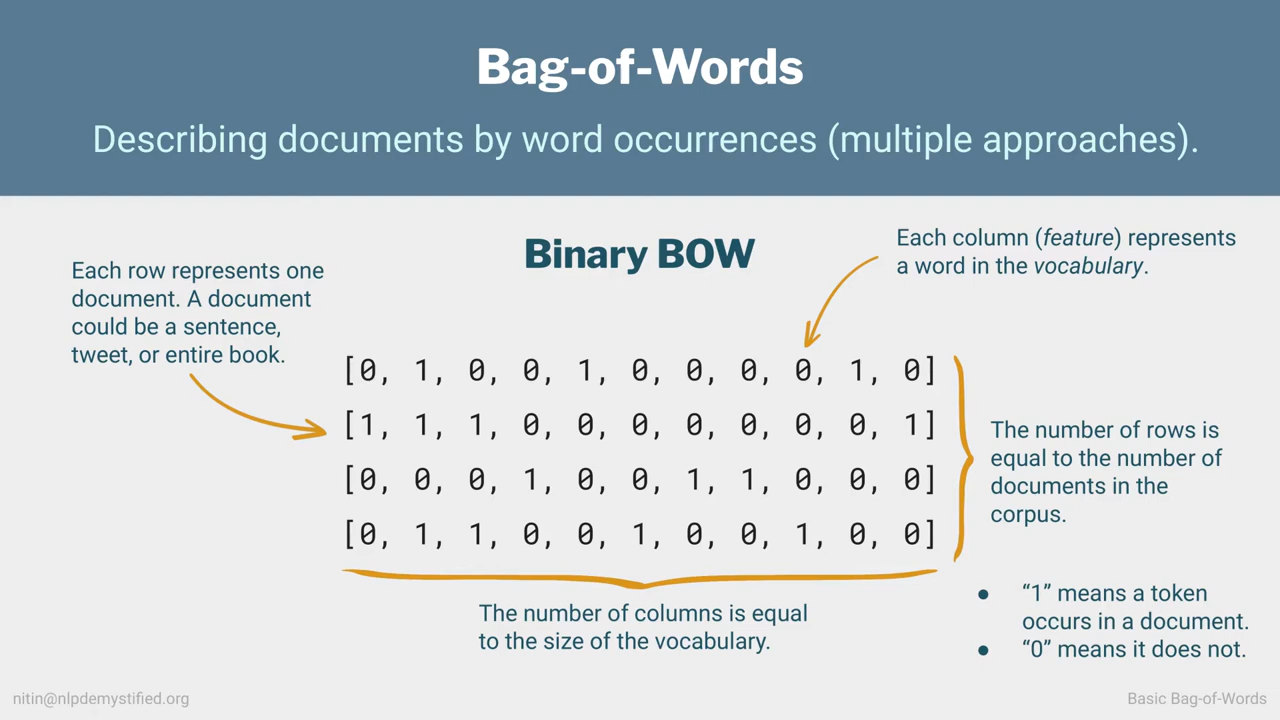 Bag-of-Words
Describing documents by word occurrences (multiple approaches).
Binary BOW
Each column (feature) represents
a word in the vocabulary.
Each row represents one
document. A document
could be a sentence,
tweet, or entire book.
[0, 1, 0, 0, 1, 0, 0, 0, 0, 1, 0]
[1, 1, 1, 0, 0, 0, 0, 0, 0, 0, 1]
[0, 0, 0, 1, 0, 0, 1, 1, 0, 0, 0]
[0, 1, 1, 0, 0, 1, 0, 0, 1, 0, 0]
The number of rows is
equal to the number of
documents in the
corpus.
The number of columns is equal
to the size of the vocabulary.
● “1” means a token
occurs in a document.
● “0” means it does not.
nitin@nlpdemystified.org
Basic Bag-of-Words